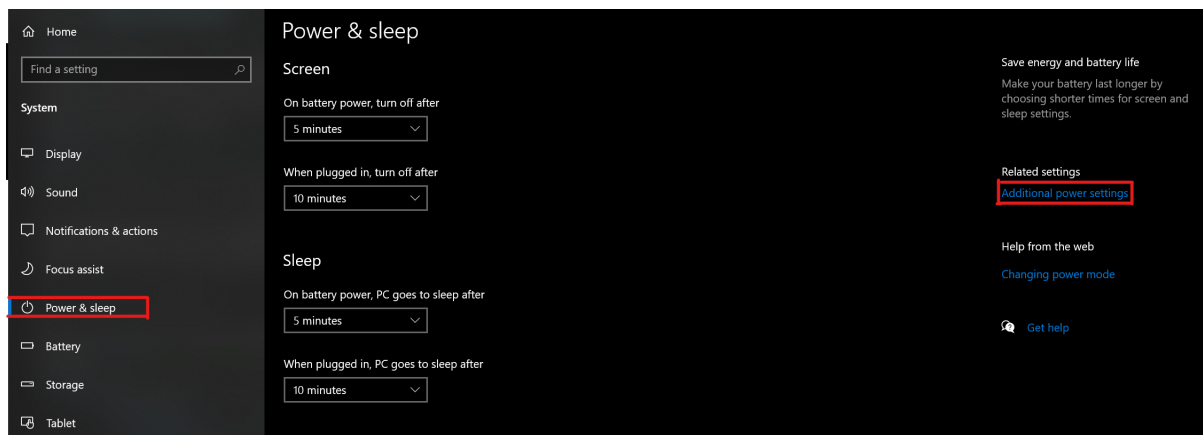 Home
Find a setting
System
Display
Sound
Notifications & actions
Focus assist
Power & sleep
Battery
Storage
Tablet
Power & sleep
Screen
On battery power, turn off after
5 minutes
When plugged in, turn off after
10 minutes
Sleep
On battery power, PC goes to sleep after
5 minutes
When plugged in, PC goes to sleep after
10 minutes
Save energy and battery life
Make your battery last longer by
choosing shorter times for screen and
sleep settings.
Related settings
Additional power settings
Help from the web
Changing power mode
Get help